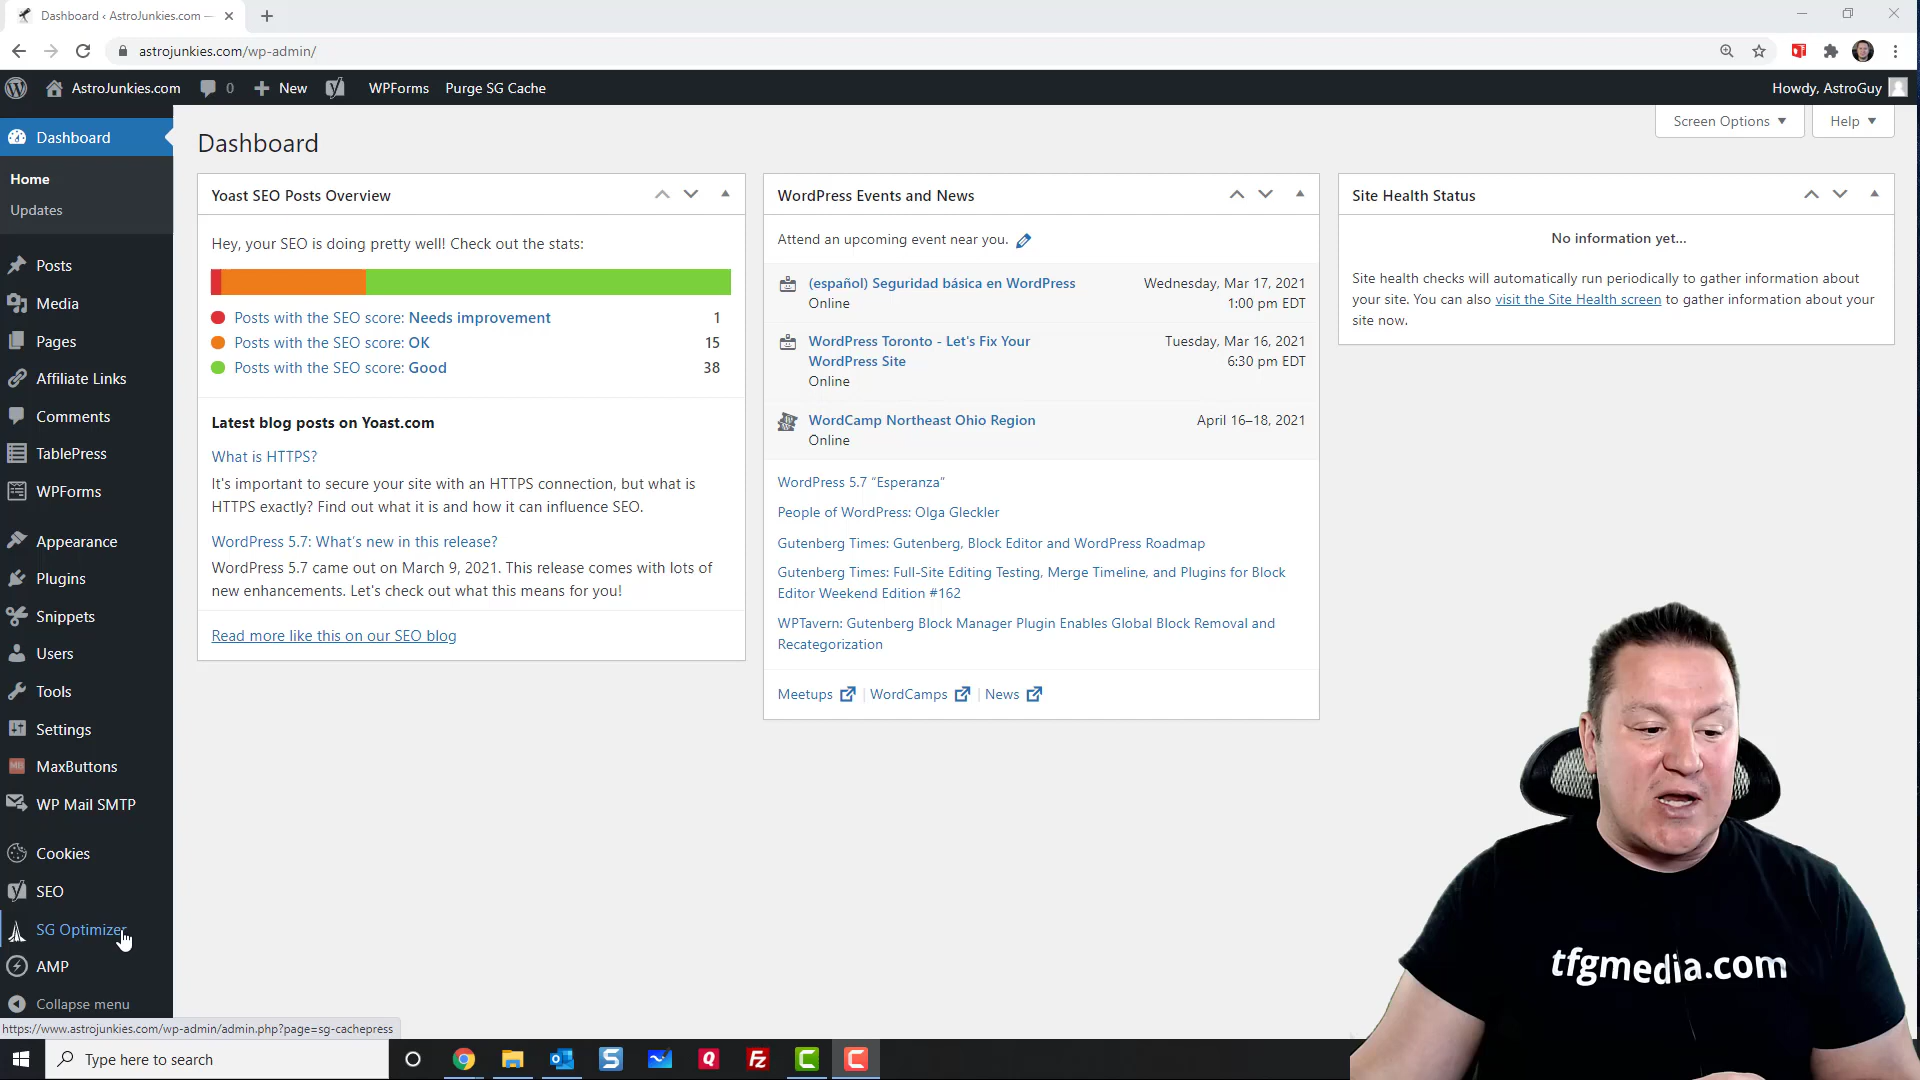 Dashboard ‹ AstroJunkies.com —
astrojunkies.com/wp-admin/
AstroJunkies.com 0 New WPForms Purge SG Cache Howdy, AstroGuy
Screen Options Help
Dashboard
Home
Updates
Posts
Media
Pages
Affiliate Links
Comments
TablePress
WPForms
Appearance
Plugins
Snippets
Users
Tools
Settings
MaxButtons
WP Mail SMTP
Cookies
SEO
SG Optimizer
AMP
Collapse menu
Dashboard
Yoast SEO Posts Overview
Hey, your SEO is doing pretty well! Check out the stats:
Posts with the SEO score: Needs improvement 1
Posts with the SEO score: OK 15
Posts with the SEO score: Good 38
Latest blog posts on Yoast.com
What is HTTPS?
It's important to secure your site with an HTTPS connection, but what is
HTTPS exactly? Find out what it is and how it can influence SEO.
WordPress 5.7: What's new in this release?
WordPress 5.7 came out on March 9, 2021. This release comes with lots of
new enhancements. Let's check out what this means for you!
Read more like this on our SEO blog
WordPress Events and News
Attend an upcoming event near you.
(español) Seguridad básica en WordPress Wednesday, Mar 17, 2021
Online 1:00 pm EDT
WordPress Toronto - Let's Fix Your Tuesday, Mar 16, 2021
WordPress Site 6:30 pm EDT
Online
WordCamp Northeast Ohio Region April 16–18, 2021
Online
WordPress 5.7 “Esperanza”
People of WordPress: Olga Gleckler
Gutenberg Times: Gutenberg, Block Editor and WordPress Roadmap
Gutenberg Times: Full-Site Editing Testing, Merge Timeline, and Plugins for Block
Editor Weekend Edition #162
WPTavern: Gutenberg Block Manager Plugin Enables Global Block Removal and
Recategorization
Meetups | WordCamps | News
Site Health Status
No information yet...
Site health checks will automatically run periodically to gather information about
your site. You can also visit the Site Health screen to gather information about your
site now.
tfgmedia.com
https://www.astrojunkies.com/wp-admin/admin.php?page=sg-cachepress
Type here to search